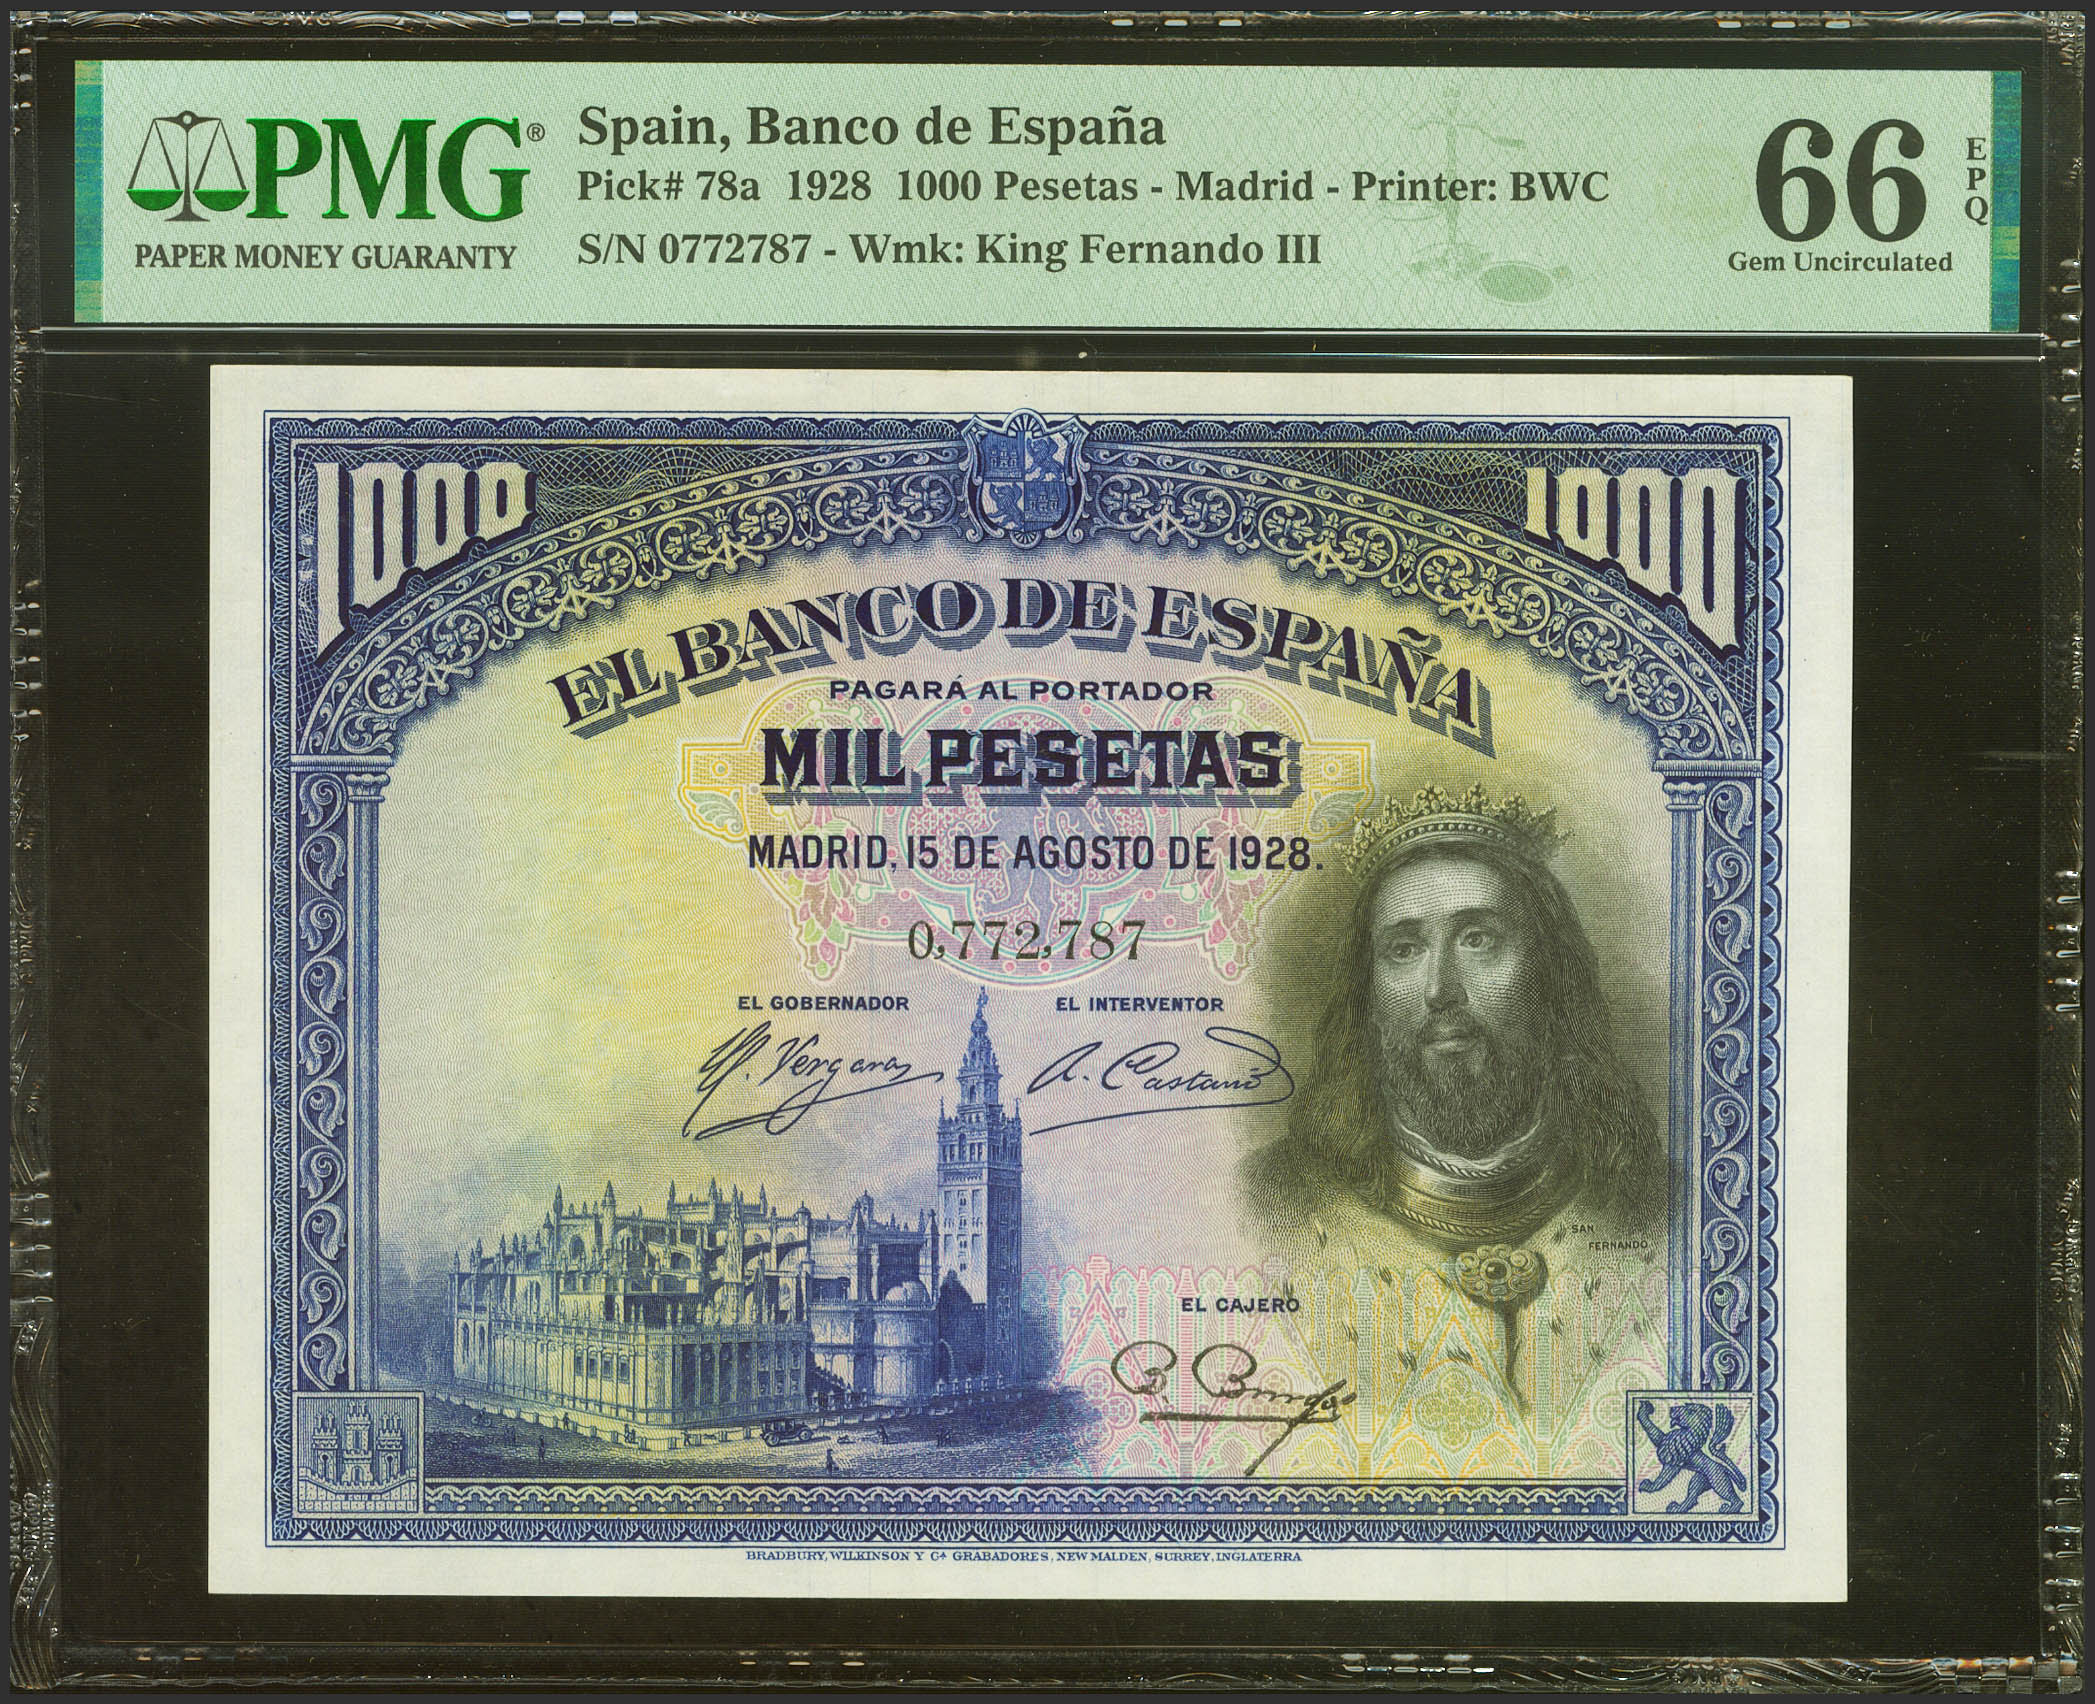 PMG®
PAPER MONEY GUARANTY
Spain, Banco de España
Pick# 78a 1928 1000 Pesetas - Madrid - Printer: BWC
S/N 0772787 - Wmk: King Fernando III
66
EPQ
Gem Uncirculated
1000
1000
EL BANCO DE ESPAÑA
PAGARÁ AL PORTADOR
MIL PESETAS
MADRID, 15 DE AGOSTO DE 1928.
0,772,787
EL GOBERNADOR
EL INTERVENTOR
Vergara
A. Castaño
SAN
FERNANDO
EL CAJERO
BRADBURY, WILKINSON Y Cª GRABADORES, NEW MALDEN, SURREY, INGLATERRA